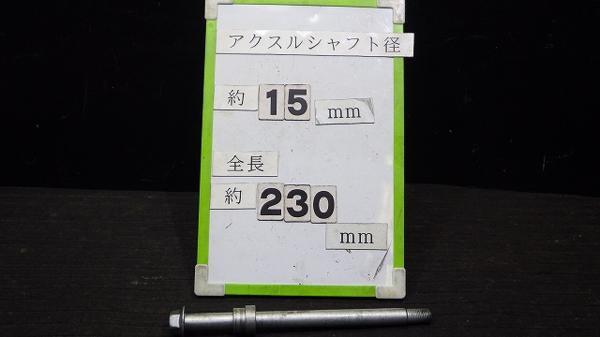 アクスルシャフト径
約 15 mm
全長
約 230
mm